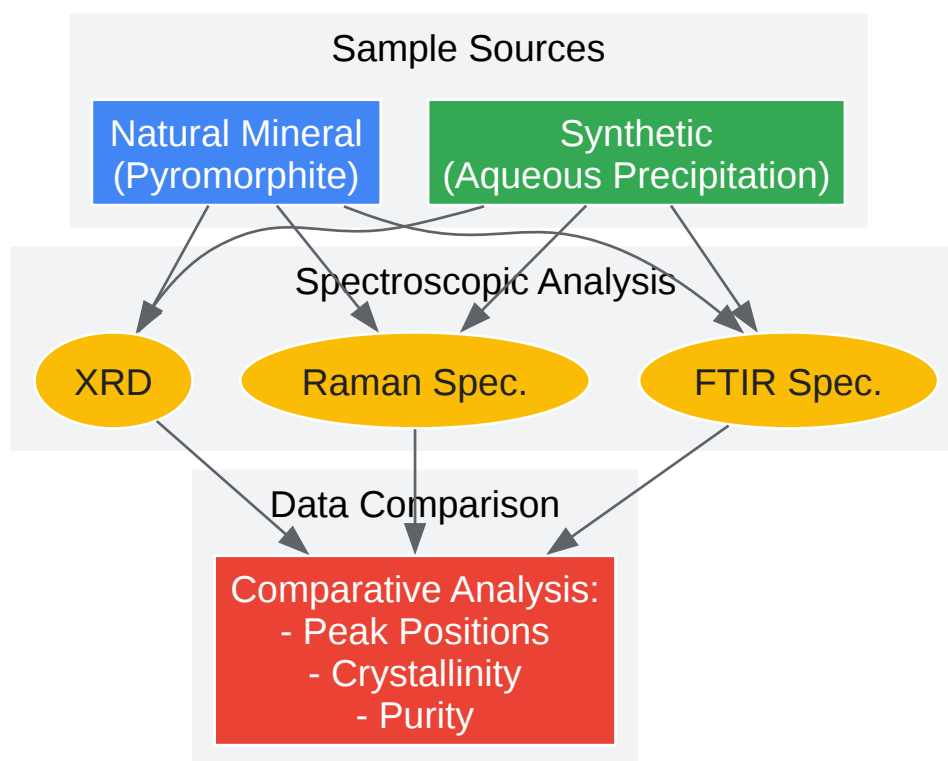 Sample Sources
Natural Mineral
(Pyromorphite)
Synthetic
(Aqueous Precipitation)
Spectroscopic Analysis
XRD
Raman Spec.
FTIR Spec.
Data Comparison
Comparative Analysis:
- Peak Positions
- Crystallinity
- Purity